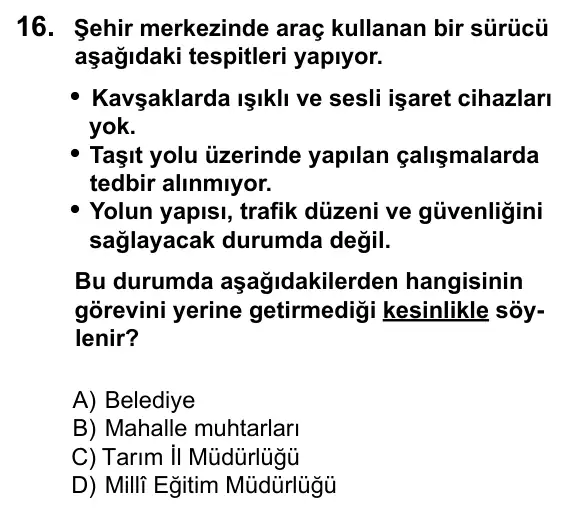 16. Şehir merkezinde araç kullanan bir sürücü
aşağıdaki tespitleri yapıyor.
• Kavşaklarda ışıklı ve sesli işaret cihazları
yok.
• Taşıt yolu üzerinde yapılan çalışmalarda
tedbir alınmıyor.
• Yolun yapısı, trafik düzeni ve güvenliğini
sağlayacak durumda değil.
Bu durumda aşağıdakilerden hangisinin
görevini yerine getirmediği kesinlikle söy-
lenir?
A) Belediye
B) Mahalle muhtarları
C) Tarım İl Müdürlüğü
D) Millî Eğitim Müdürlüğü